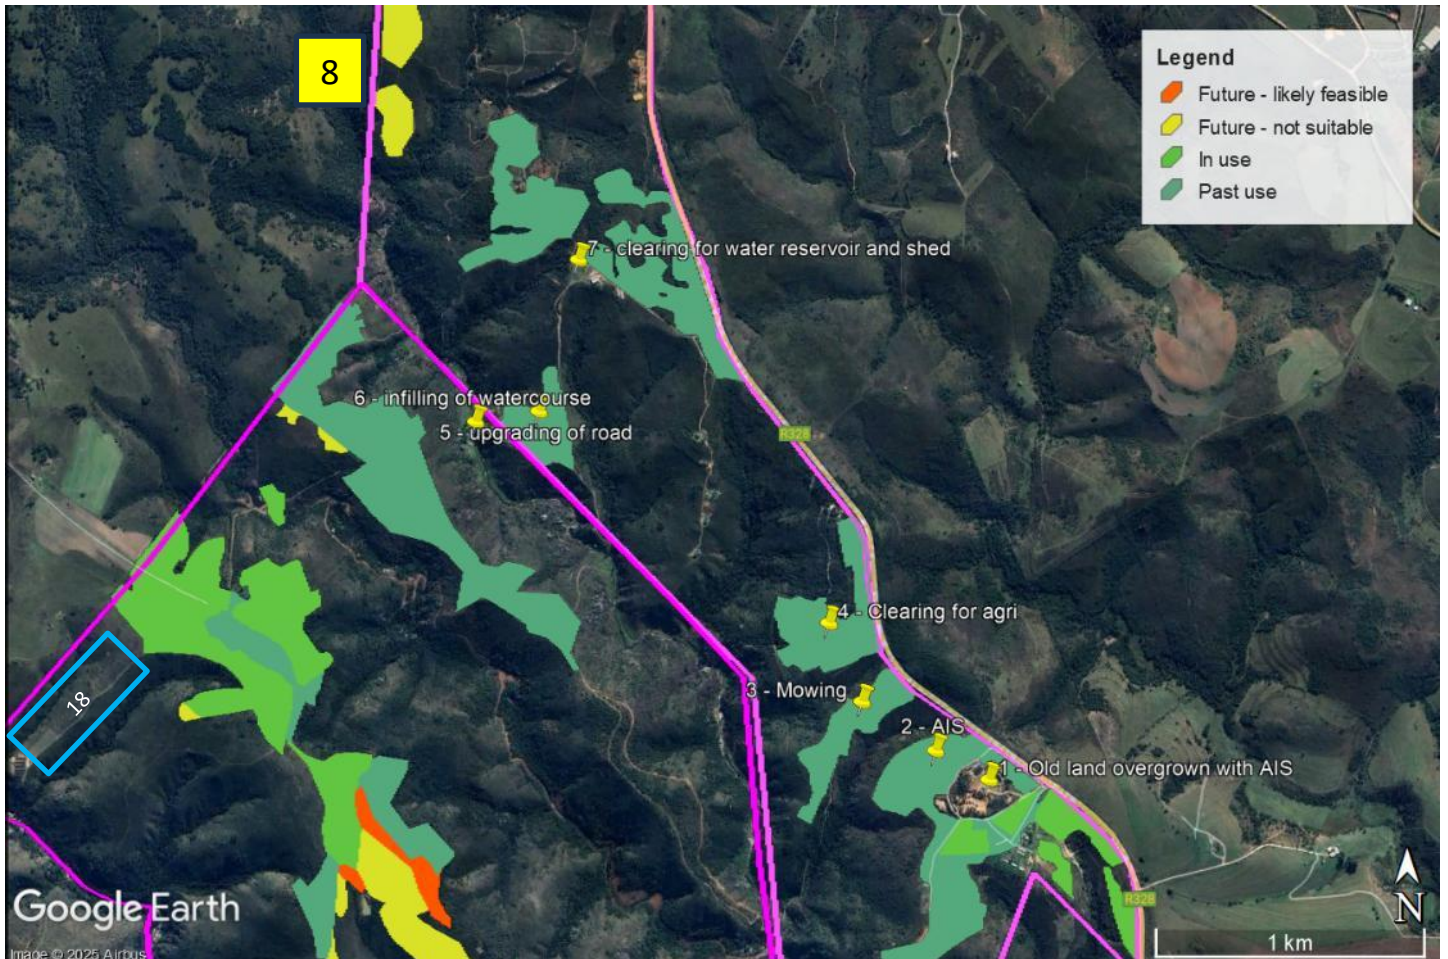 8
Legend
Future - likely feasible
Future - not suitable
In use
Past use
7 - clearing for water reservoir and shed
6 - infilling of watercourse
5 - upgrading of road
R328
4 - Clearing for agri
3 - Mowing
2 - AIS
1 - Old land overgrown with AIS
18
R328
Google Earth
N
1 km
Image © 2025 Airbus